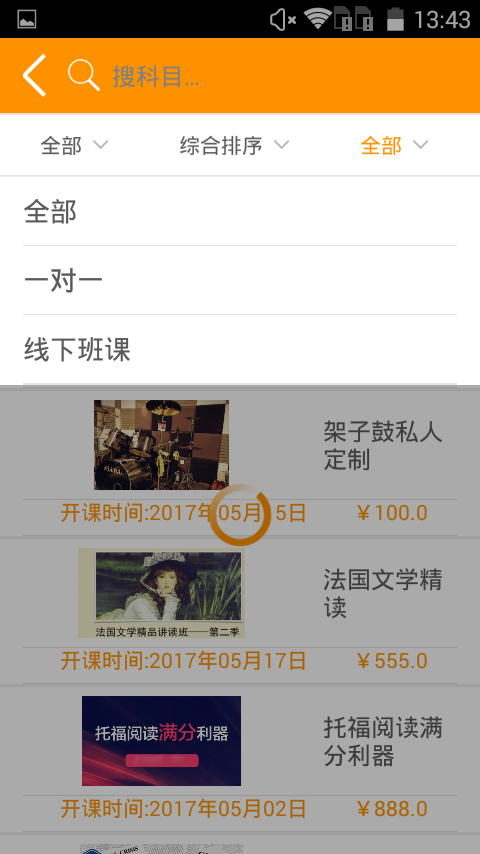 13:43
搜科目...
全部 综合排序 全部
全部
一对一
线下班课
架子鼓私人
定制
开课时间:2017年05月15日 ￥100.0
法国文学精
读
法国文学精品讲读班——第二季
开课时间:2017年05月17日 ￥555.0
托福阅读满分利器
托福阅读满
分利器
开课时间:2017年05月02日 ￥888.0
CRISIS